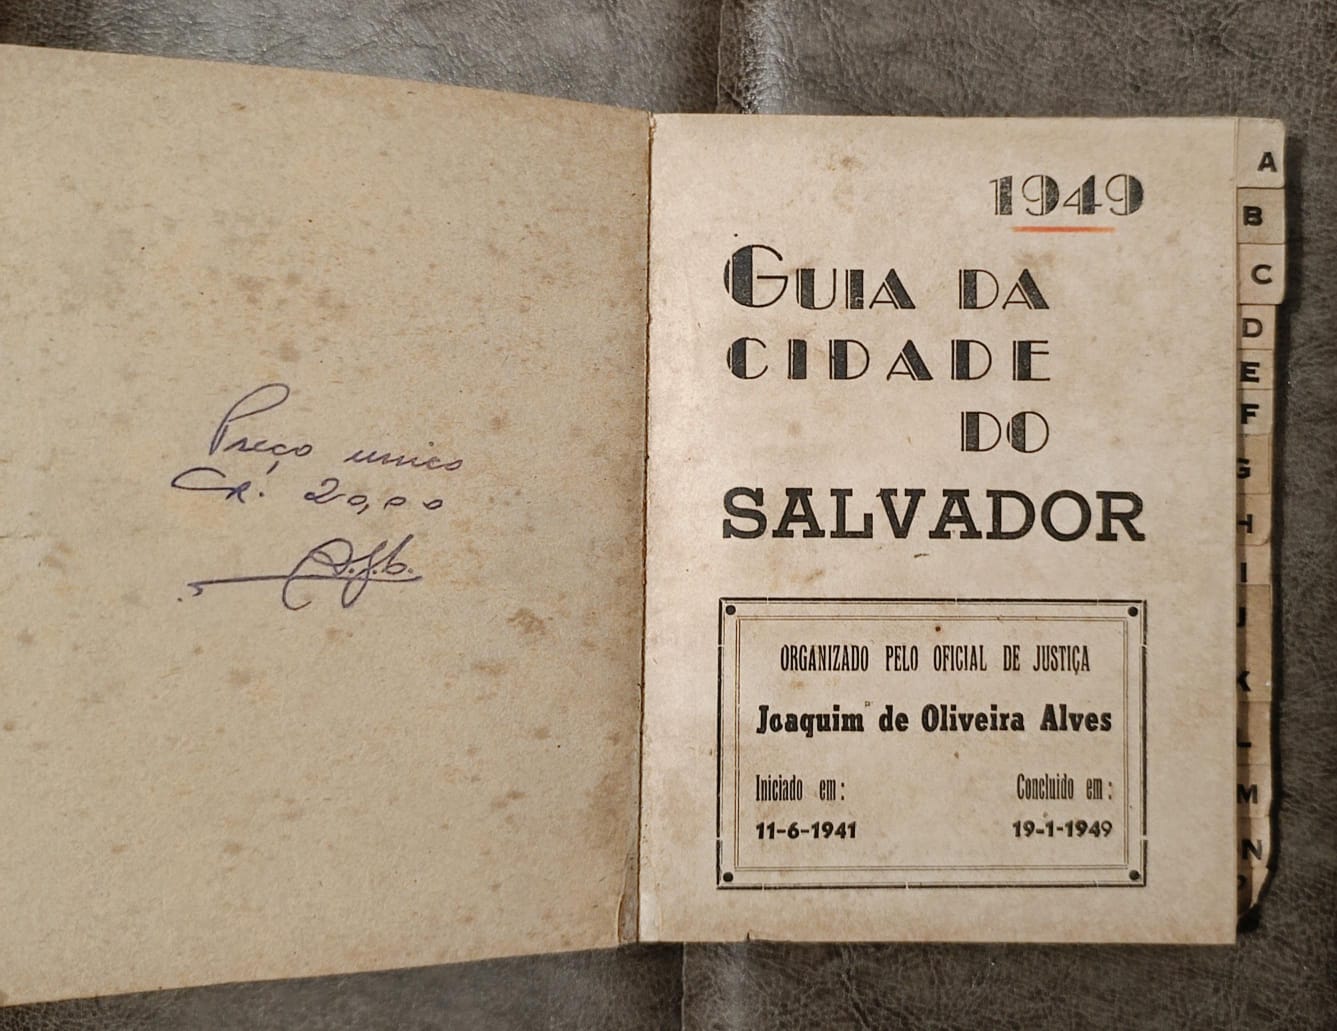 Preço unico
Cr. 20,00
1949
GUIA DA
CIDADE
DO
SALVADOR
ORGANIZADO PELO OFICIAL DE JUSTIÇA
Joaquim de Oliveira Alves
Iniciado em: Concluido em:
11-6-1941 19-1-1949
A
B
C
D
E
F
G
H
I
J
K
L
M
N